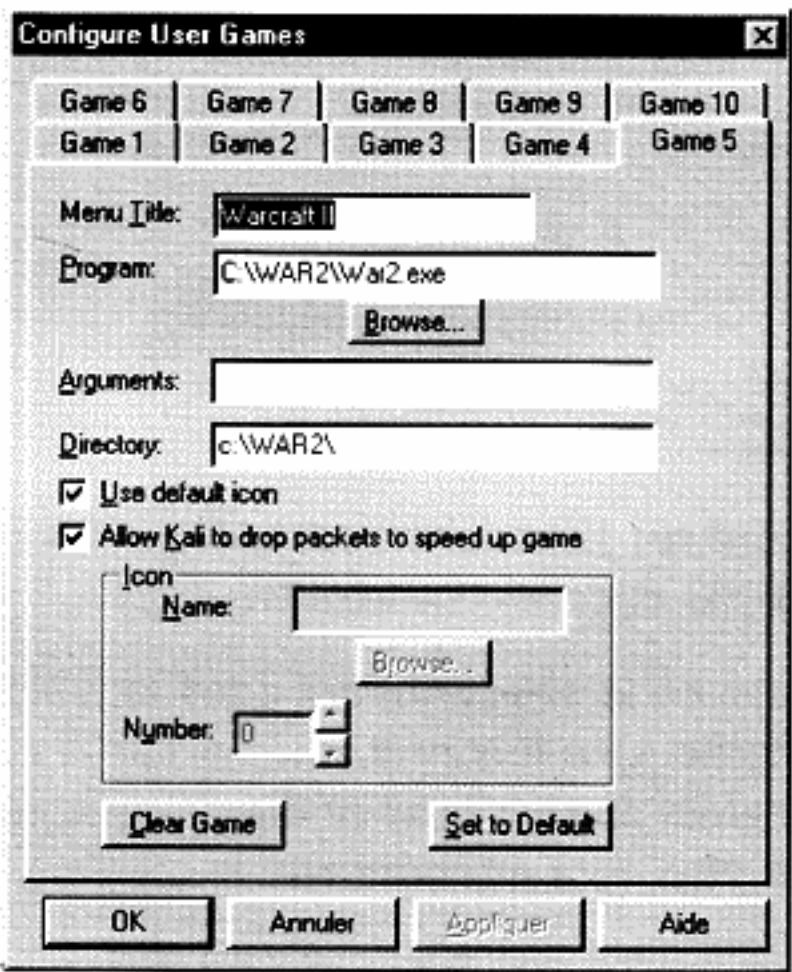 Configure User Games
Game 6 Game 7 Game 8 Game 9 Game 10
Game 1 Game 2 Game 3 Game 4 Game 5
Menu Title: Warcraft II
Program: C:\WAR2\War2.exe
Browse...
Arguments:
Directory: c:\WAR2\
Use default icon
Allow Kali to drop packets to speed up game
Icon
Name:
Browse...
Number: 0
Clear Game Set to Default
OK Annuler Appliquer Aide